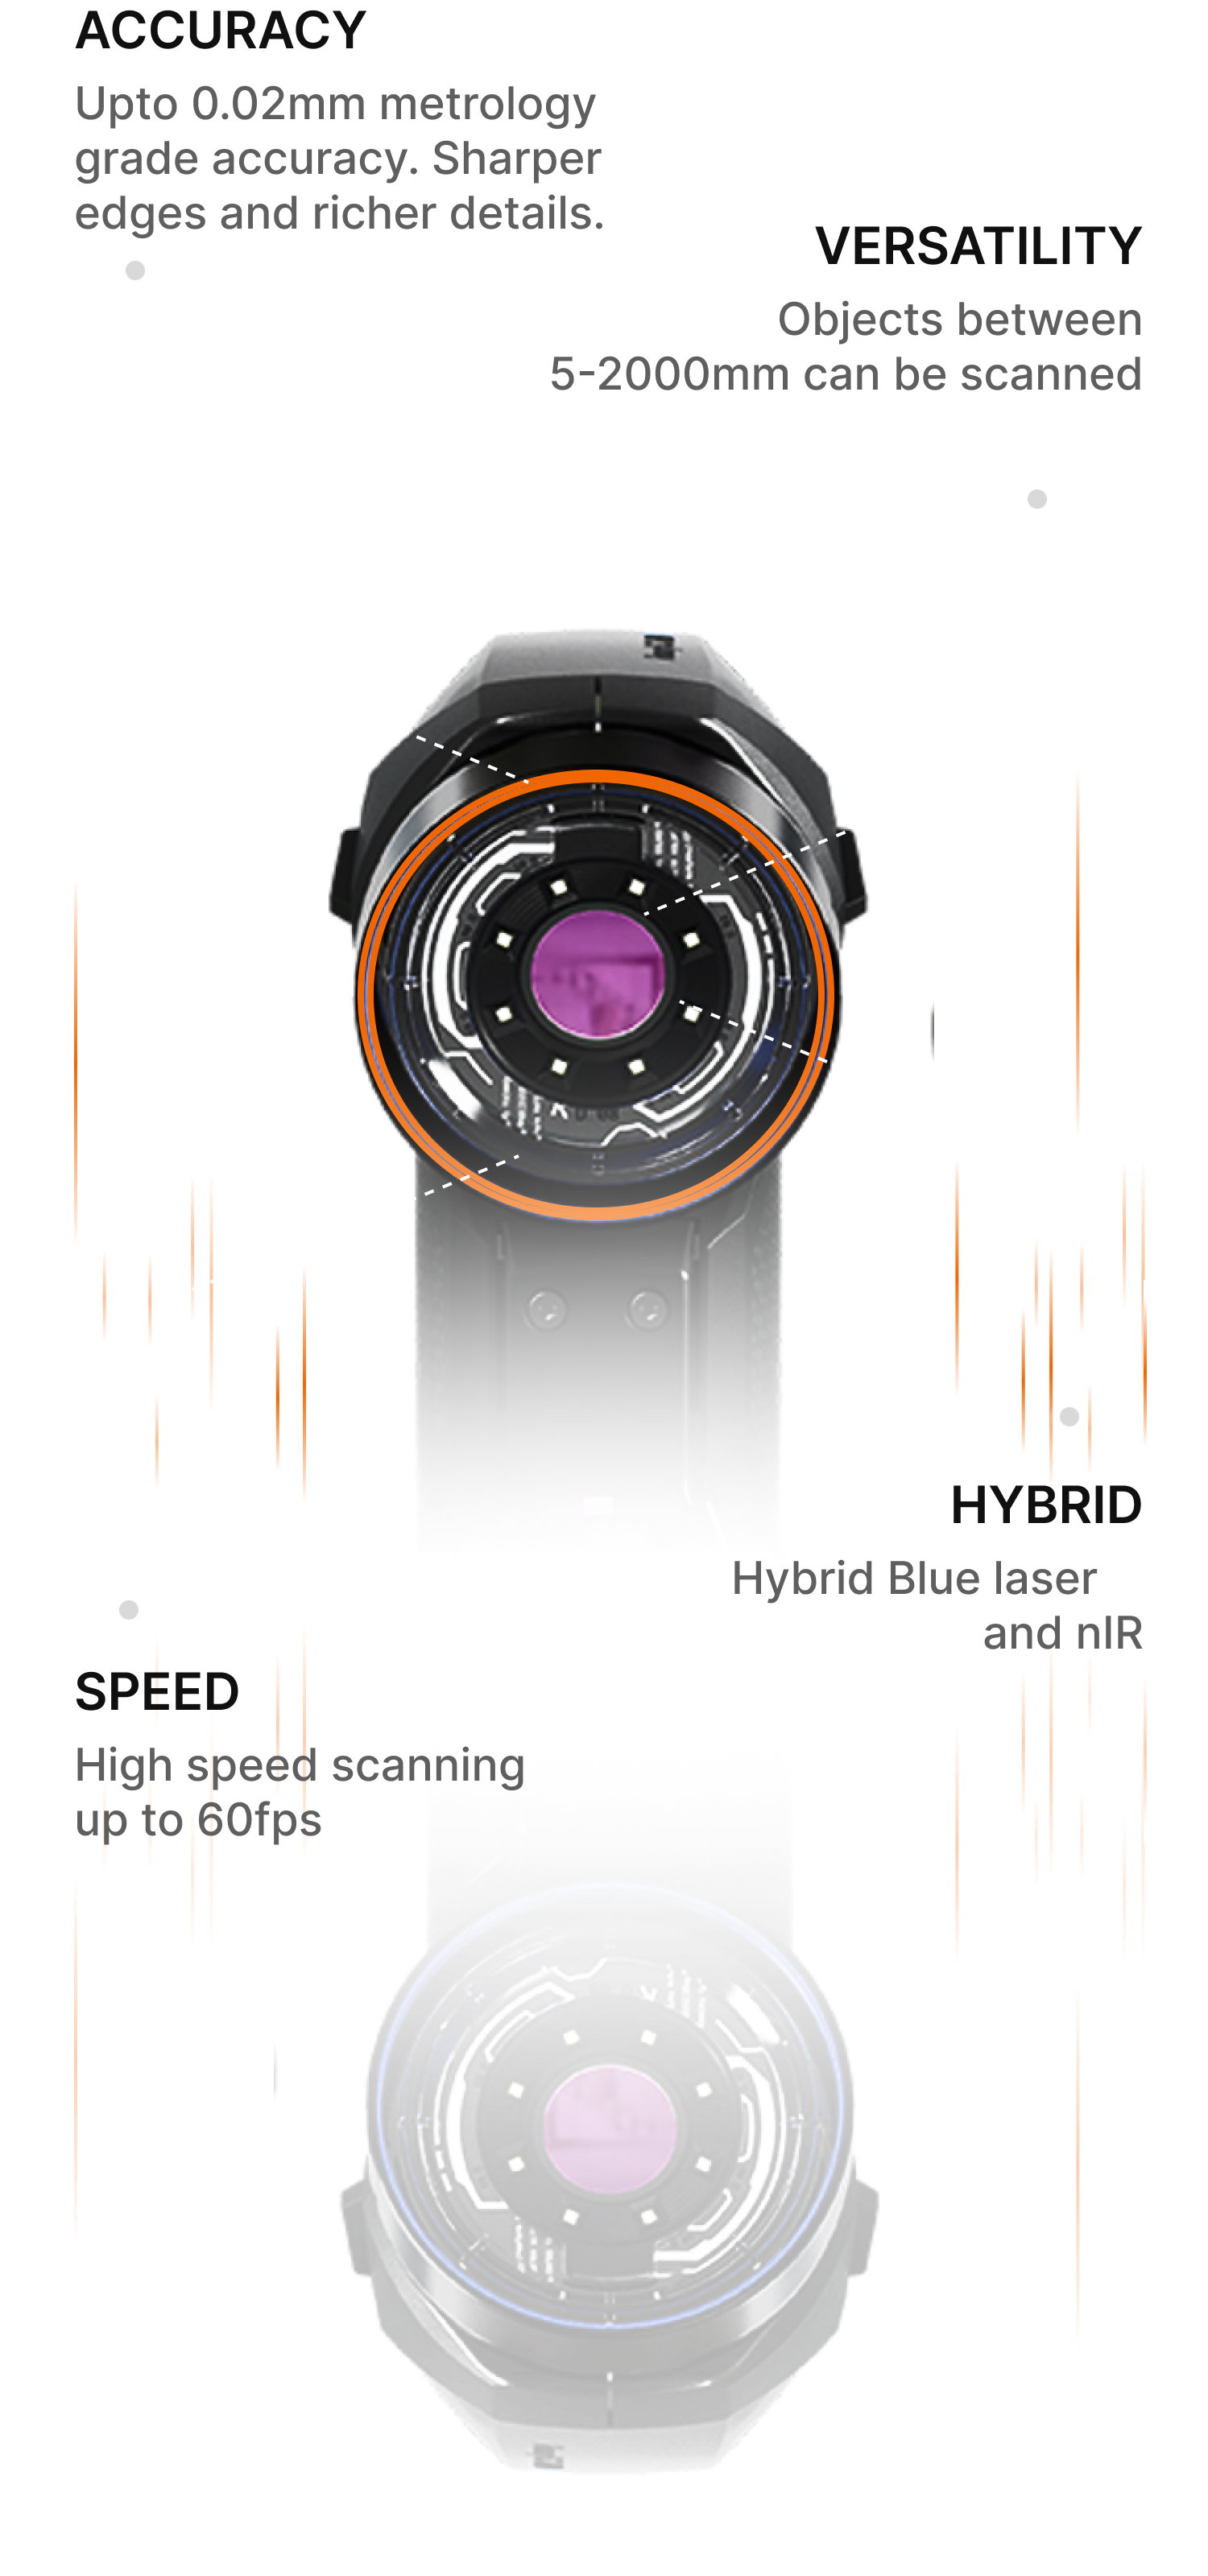 ACCURACY
Upto 0.02mm metrology
grade accuracy. Sharper
edges and richer details.
VERSATILITY
Objects between
5-2000mm can be scanned
HYBRID
Hybrid Blue laser
and nIR
SPEED
High speed scanning
up to 60fps